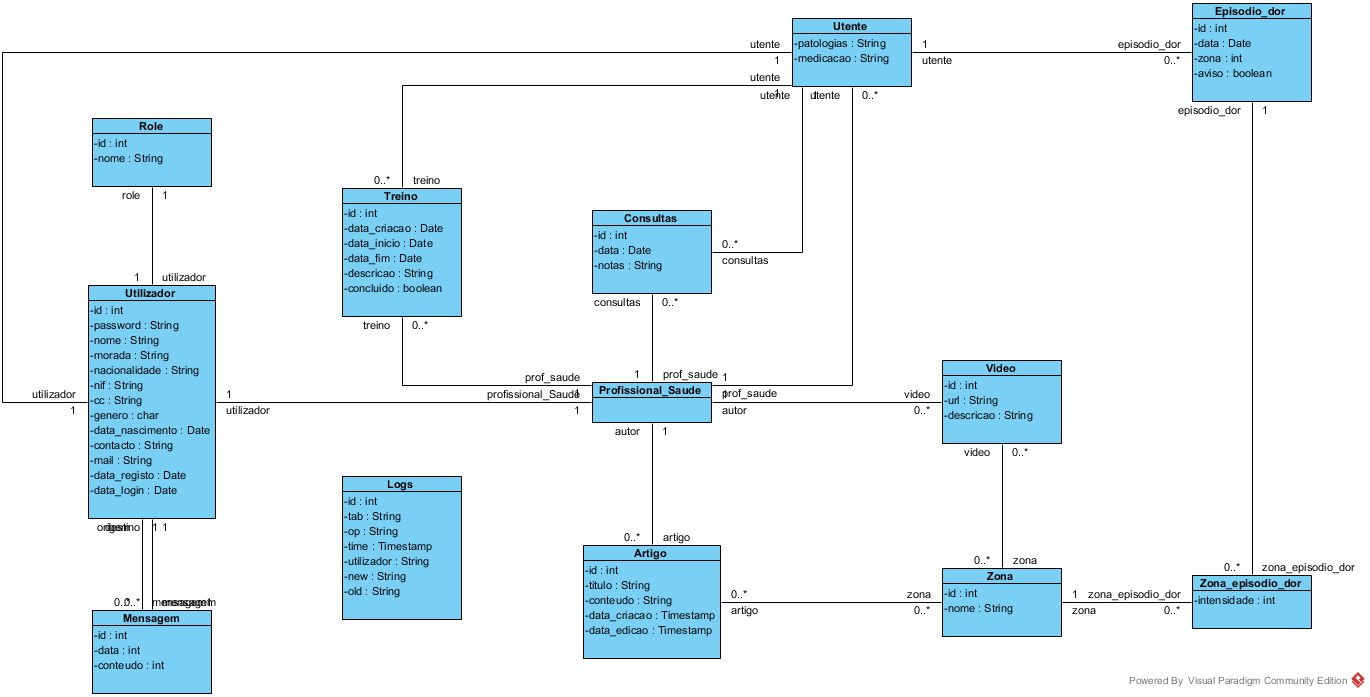 Utente
-patologias : String
-medicacao : String
Episodio_dor
-id : int
-data : Date
-zona : int
-aviso : boolean
utente
1
1
utente
episodio_dor
0..*
utente
1
utente
1
utente
0..*
episodio_dor
1
Role
-id : int
-nome : String
role
1
0..*
treino
Treino
-id : int
-data_criacao : Date
-data_inicio : Date
-data_fim : Date
-descricao : String
-concluido : boolean
treino
0..*
Consultas
-id : int
-data : Date
-notas : String
0..*
consultas
consultas
0..*
1
utilizador
Utilizador
-id : int
-password : String
-nome : String
-morada : String
-nacionalidade : String
-nif : String
-cc : String
-genero : char
-data_nascimento : Date
-contacto : String
-mail : String
-data_registo : Date
-data_login : Date
utilizador
1
1
utilizador
prof_saude
profissional_Saude
1
1
1
prof_saude
Profissional_Saude
1
prof_saude
1
autor
autor
1
video
0..*
Video
-id : int
-url : String
-descricao : String
video
0..*
Logs
-id : int
-tab : String
-op : String
-time : Timestamp
-utilizador : String
-new : String
-old : String
1
1
0..*
0..*
Mensagem
-id : int
-data : int
-conteudo : int
0..*
artigo
Artigo
-id : int
-titulo : String
-conteudo : String
-data_criacao : Timestamp
-data_edicao : Timestamp
0..*
artigo
zona
0..*
0..*
zona
Zona
-id : int
-nome : String
1
zona
zona_episodio_dor
0..*
0..*
zona_episodio_dor
Zona_episodio_dor
-intensidade : int
Powered By Visual Paradigm Community Edition